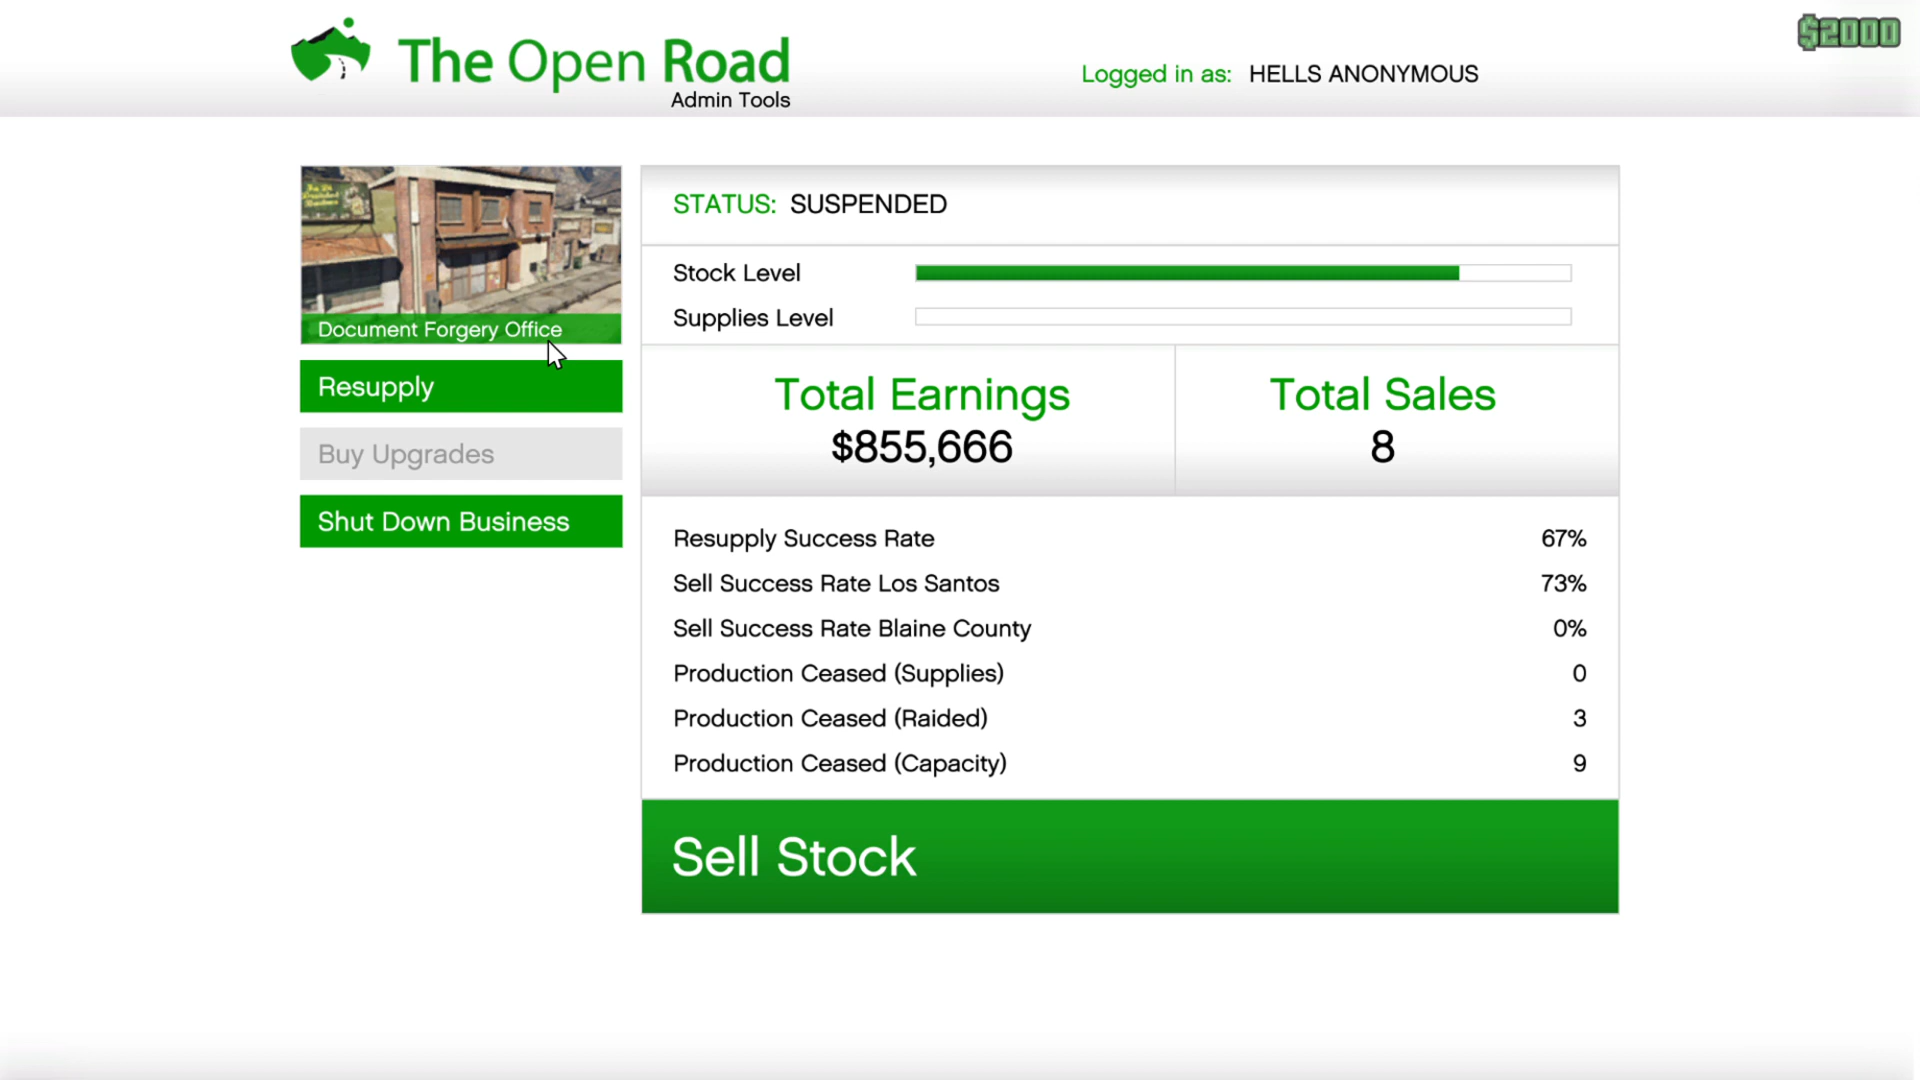 The Open Road
Admin Tools
Logged in as: HELLS ANONYMOUS
$2000
Document Forgery Office
Resupply
Buy Upgrades
Shut Down Business
STATUS: SUSPENDED
Stock Level
Supplies Level
Total Earnings
$855,666
Total Sales
8
Resupply Success Rate 67%
Sell Success Rate Los Santos 73%
Sell Success Rate Blaine County 0%
Production Ceased (Supplies) 0
Production Ceased (Raided) 3
Production Ceased (Capacity) 9
Sell Stock